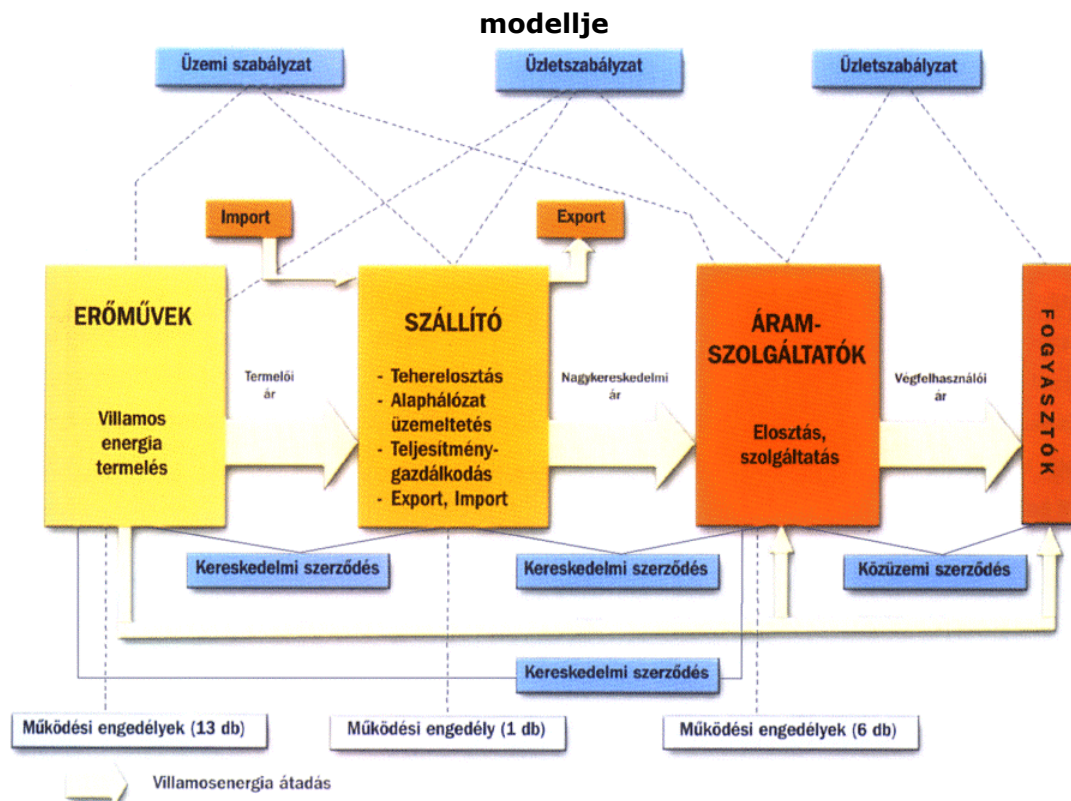 modellje
Üzemi szabályzat
Üzletszabályzat
Üzletszabályzat
Import
Export
ERŐMŰVEK
Villamos
energia
termelés
Termelői
ár
SZÁLLÍTÓ
- Teherelosztás
- Alaphálózat
üzemeltetés
- Teljesítmény-
gazdálkodás
- Export, Import
Nagykereskedelmi
ár
ÁRAM-
SZOLGÁLTATÓK
Elosztás,
szolgáltatás
Végfelhasználói
ár
FOGYASZTÓK
Kereskedelmi szerződés
Kereskedelmi szerződés
Közüzemi szerződés
Kereskedelmi szerződés
Működési engedélyek (13 db)
Működési engedély (1 db)
Működési engedélyek (6 db)
Villamosenergia átadás